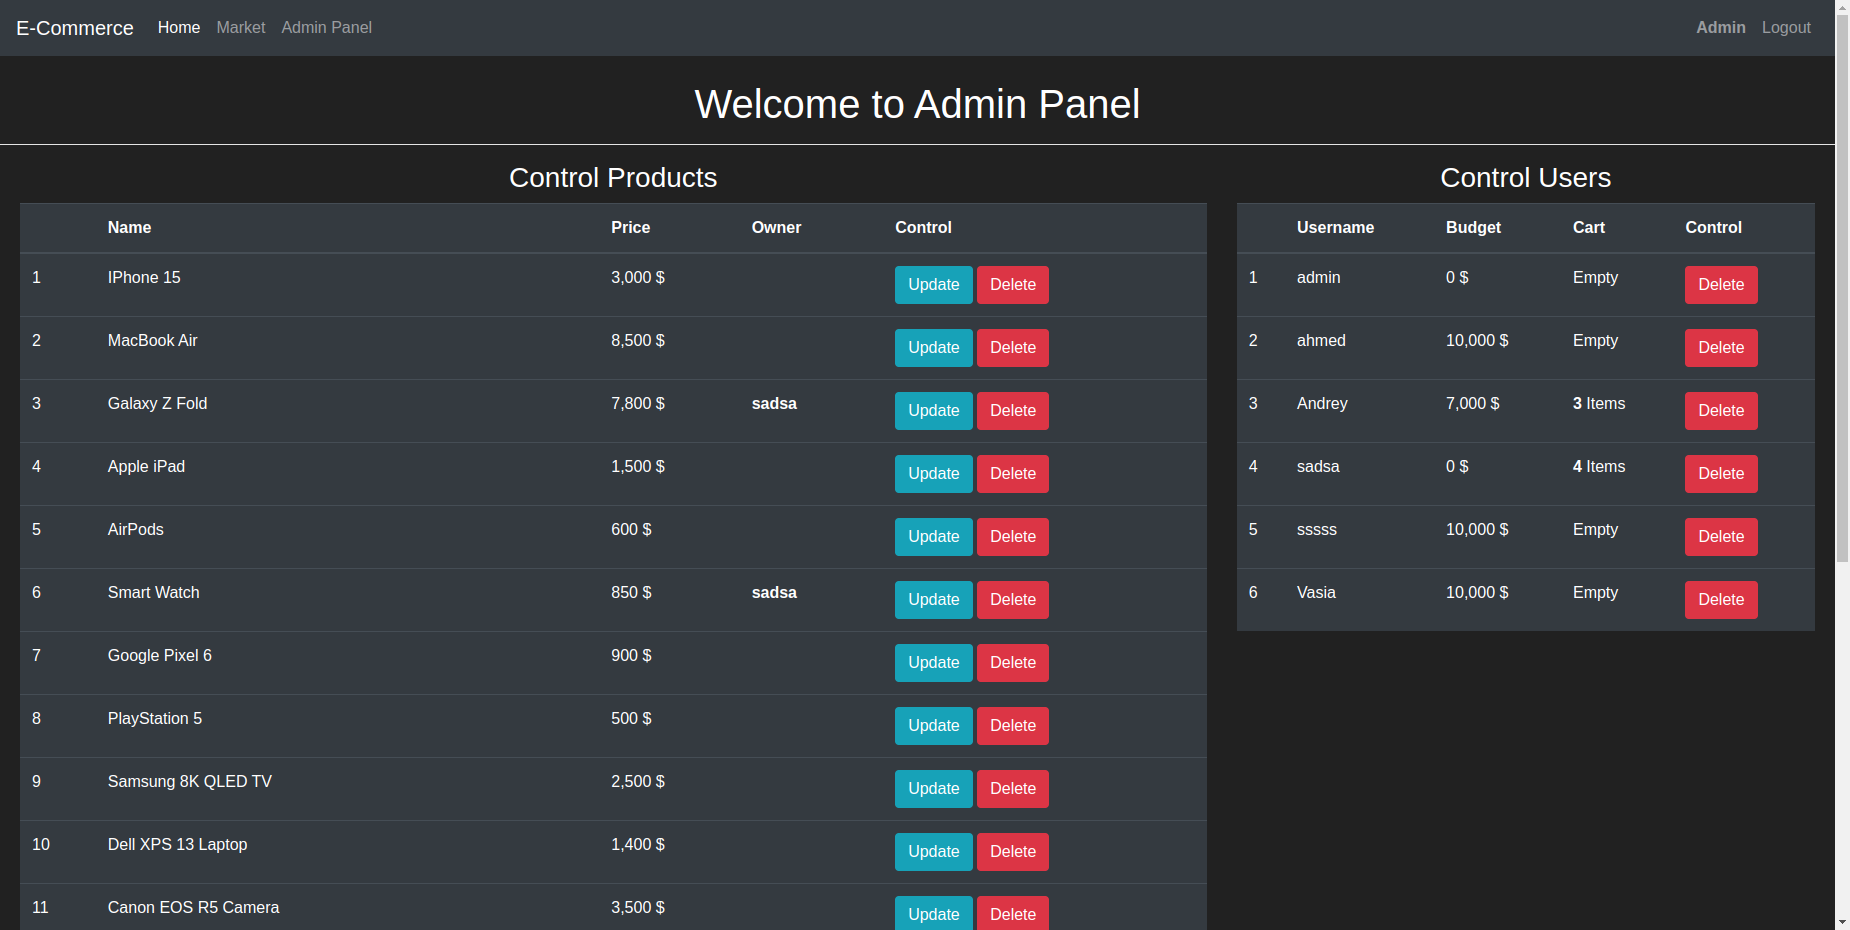 E-Commerce Home Market Admin Panel Admin Logout
Welcome to Admin Panel
Control Products
Name Price Owner Control
1 IPhone 15 3,000 $ Update Delete
2 MacBook Air 8,500 $ Update Delete
3 Galaxy Z Fold 7,800 $ sadsa Update Delete
4 Apple iPad 1,500 $ Update Delete
5 AirPods 600 $ Update Delete
6 Smart Watch 850 $ sadsa Update Delete
7 Google Pixel 6 900 $ Update Delete
8 PlayStation 5 500 $ Update Delete
9 Samsung 8K QLED TV 2,500 $ Update Delete
10 Dell XPS 13 Laptop 1,400 $ Update Delete
11 Canon EOS R5 Camera 3,500 $ Update Delete
Control Users
Username Budget Cart Control
1 admin 0 $ Empty Delete
2 ahmed 10,000 $ Empty Delete
3 Andrey 7,000 $ 3 Items Delete
4 sadsa 0 $ 4 Items Delete
5 sssss 10,000 $ Empty Delete
6 Vasia 10,000 $ Empty Delete